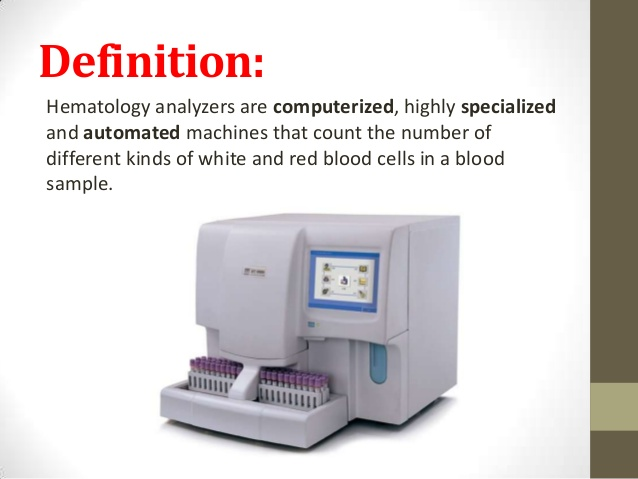 Definition:
Hematology analyzers are computerized, highly specialized
and automated machines that count the number of
different kinds of white and red blood cells in a blood
sample.